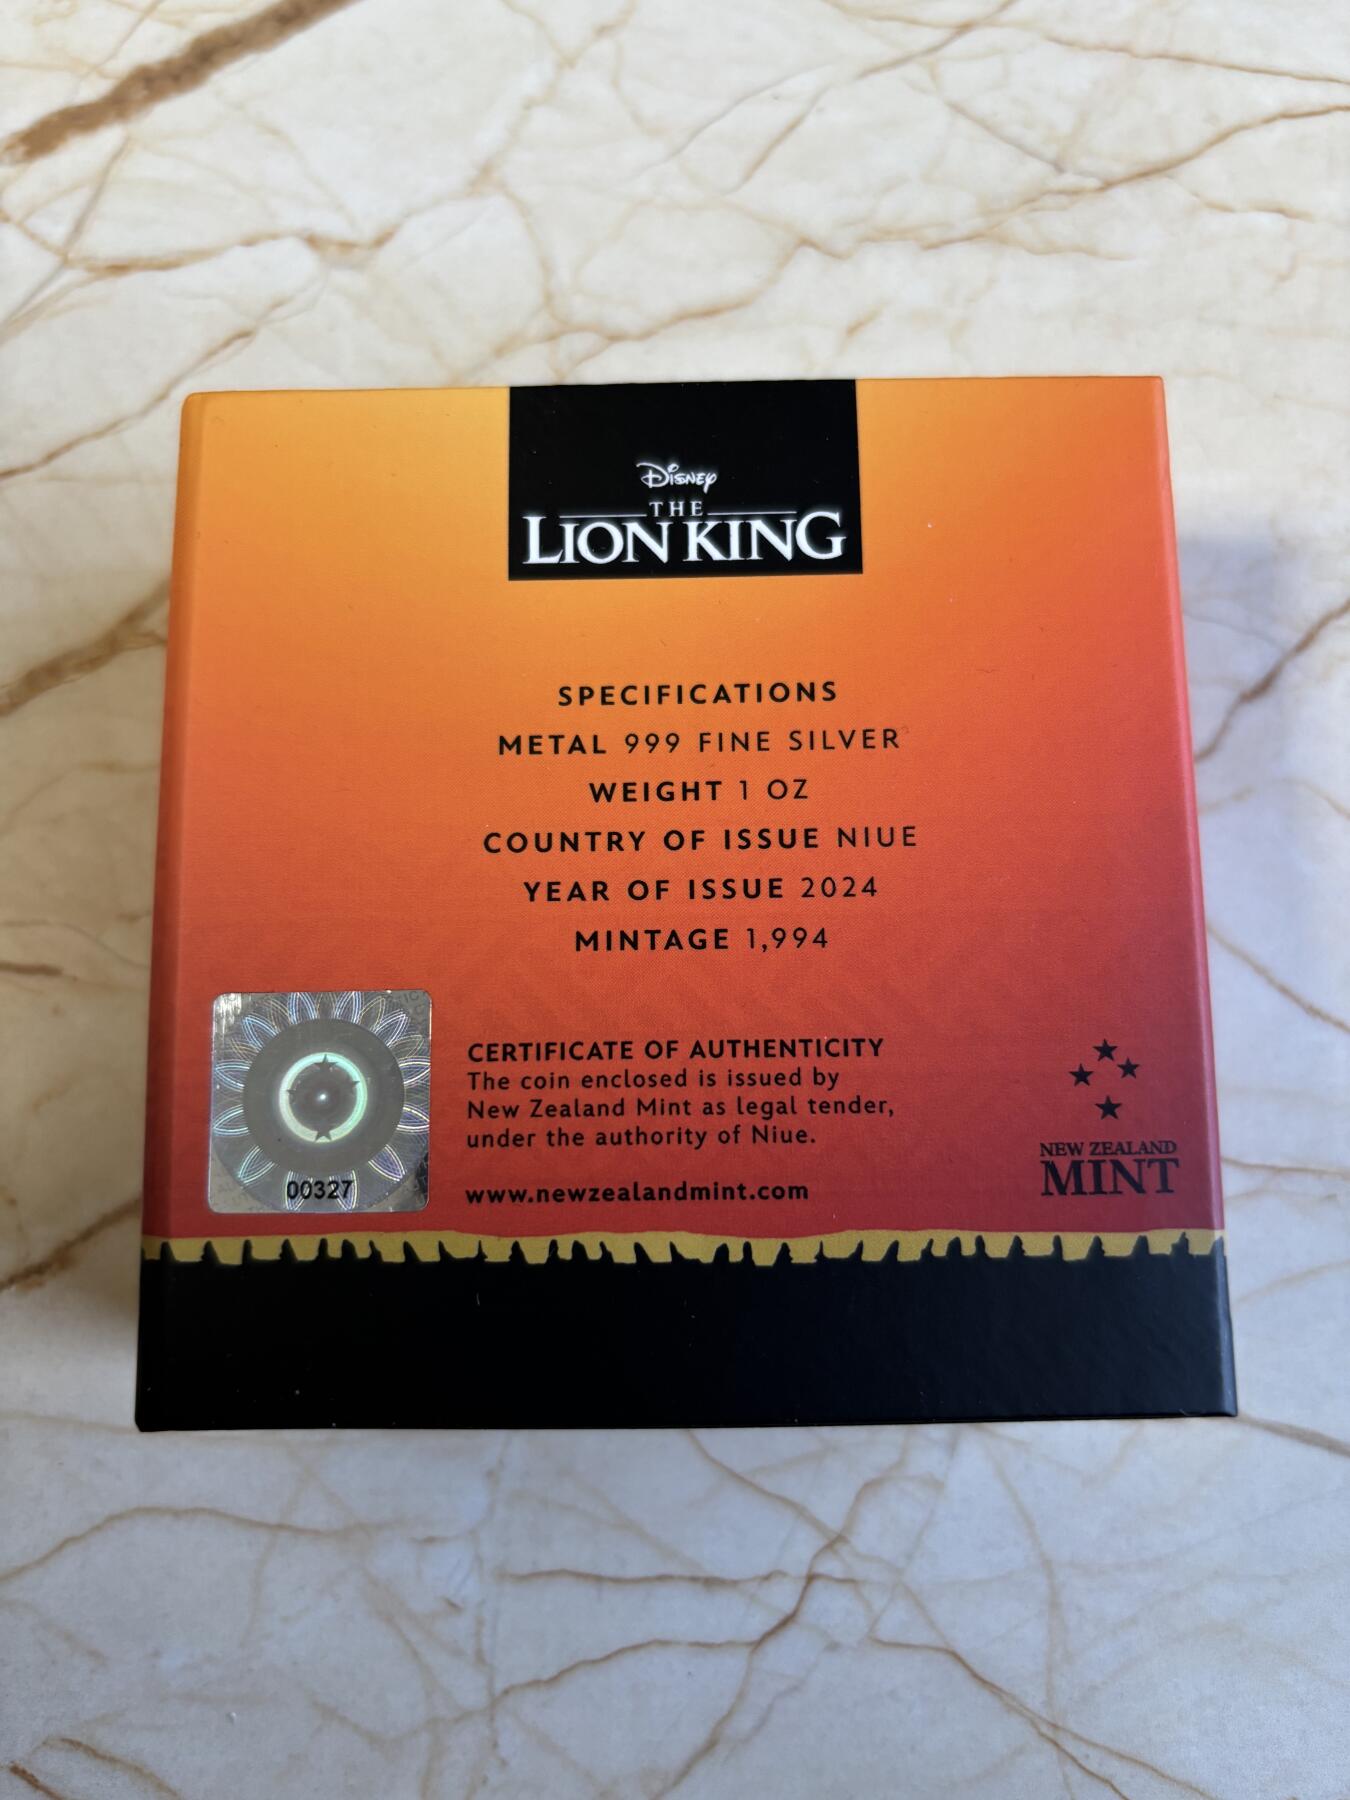 Disney
THE
LION KING
SPECIFICATIONS
METAL 999 FINE SILVER
WEIGHT 1 OZ
COUNTRY OF ISSUE NIUE
YEAR OF ISSUE 2024
MINTAGE 1,994
CERTIFICATE OF AUTHENTICITY
The coin enclosed is issued by
New Zealand Mint as legal tender,
under the authority of Niue.
www.newzealandmint.com
00327
NEW ZEALAND
MINT